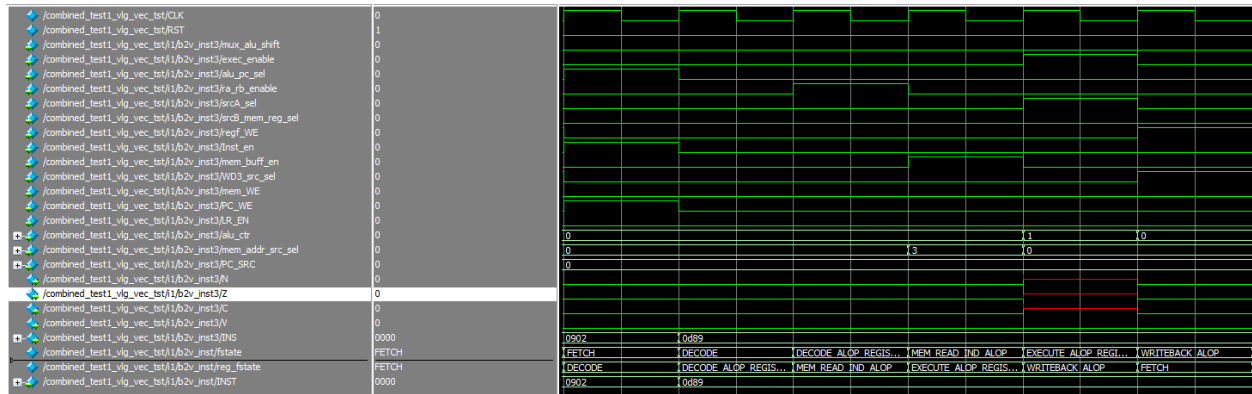 /combined_test1_vlg_vec_tst/CLK 0
/combined_test1_vlg_vec_tst/RST 1
/combined_test1_vlg_vec_tst/i1/b2v_inst3/mux_alu_shift 0
/combined_test1_vlg_vec_tst/i1/b2v_inst3/exec_enable 0
/combined_test1_vlg_vec_tst/i1/b2v_inst3/alu_pc_sel 0
/combined_test1_vlg_vec_tst/i1/b2v_inst3/ra_rb_enable 0
/combined_test1_vlg_vec_tst/i1/b2v_inst3/srcA_sel 0
/combined_test1_vlg_vec_tst/i1/b2v_inst3/srcB_mem_reg_sel 0
/combined_test1_vlg_vec_tst/i1/b2v_inst3/regf_WE 0
/combined_test1_vlg_vec_tst/i1/b2v_inst3/Inst_en 0
/combined_test1_vlg_vec_tst/i1/b2v_inst3/mem_buff_en 0
/combined_test1_vlg_vec_tst/i1/b2v_inst3/WD3_src_sel 0
/combined_test1_vlg_vec_tst/i1/b2v_inst3/mem_WE 0
/combined_test1_vlg_vec_tst/i1/b2v_inst3/PC_WE 0
/combined_test1_vlg_vec_tst/i1/b2v_inst3/LR_EN 0
/combined_test1_vlg_vec_tst/i1/b2v_inst3/alu_ctr 0 0 1 0
/combined_test1_vlg_vec_tst/i1/b2v_inst3/mem_addr_src_sel 0 0 3 0
/combined_test1_vlg_vec_tst/i1/b2v_inst3/PC_SRC 0 0
/combined_test1_vlg_vec_tst/i1/b2v_inst3/N 0
/combined_test1_vlg_vec_tst/i1/b2v_inst3/Z 0
/combined_test1_vlg_vec_tst/i1/b2v_inst3/C 0
/combined_test1_vlg_vec_tst/i1/b2v_inst3/V 0
/combined_test1_vlg_vec_tst/i1/b2v_inst3/INS 0000 0902 0d89
/combined_test1_vlg_vec_tst/i1/b2v_inst/fstate FETCH FETCH DECODE DECODE_ALOP_REGIS... MEM_READ_IND_ALOP EXECUTE_ALOP_REGI... WRITEBACK_ALOP
/combined_test1_vlg_vec_tst/i1/b2v_inst/reg_fstate FETCH DECODE DECODE_ALOP_REGIS... MEM_READ_IND_ALOP EXECUTE_ALOP_REGIS... WRITEBACK_ALOP FETCH
/combined_test1_vlg_vec_tst/i1/b2v_inst/INST 0000 0902 0d89